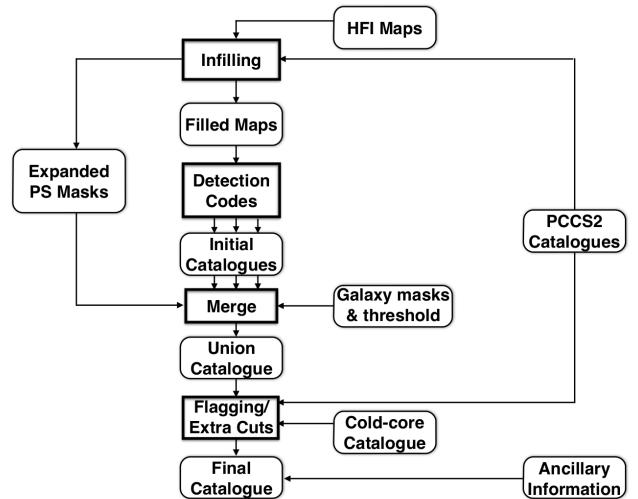 HFI Maps
Infilling
Filled Maps
Expanded
PS Masks
Detection
Codes
PCCS2
Catalogues
Initial
Catalogues
Merge
Galaxy masks
& threshold
Union
Catalogue
Flagging/
Extra Cuts
Cold-core
Catalogue
Final
Catalogue
Ancillary
Information